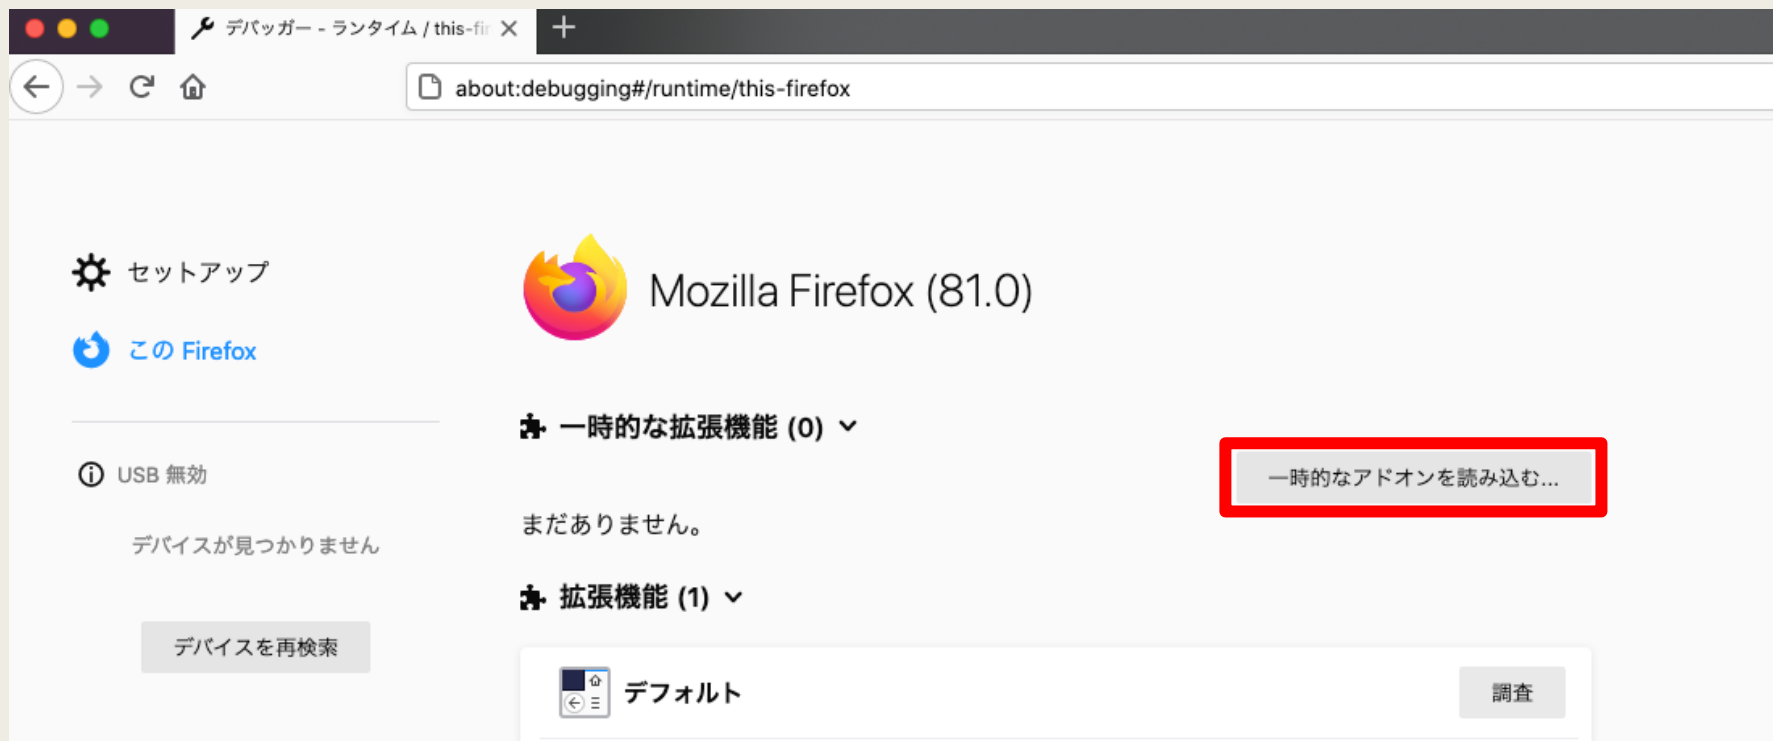 デバッガー - ランタイム / this-fir
about:debugging#/runtime/this-firefox
セットアップ
この Firefox
USB 無効
デバイスが見つかりません
デバイスを再検索
Mozilla Firefox (81.0)
一時的な拡張機能 (0)
一時的なアドオンを読み込む...
まだありません。
拡張機能 (1)
デフォルト
調査